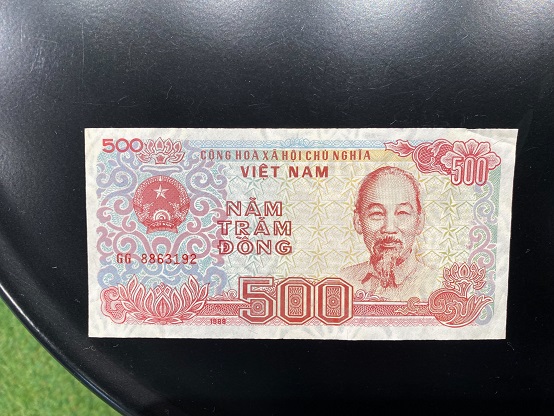 500
CỘNG HOÀ XÃ HỘI CHỦ NGHĨA
VIỆT NAM
500
NĂM
TRĂM
ĐỒNG
GG 8863192
500
1988